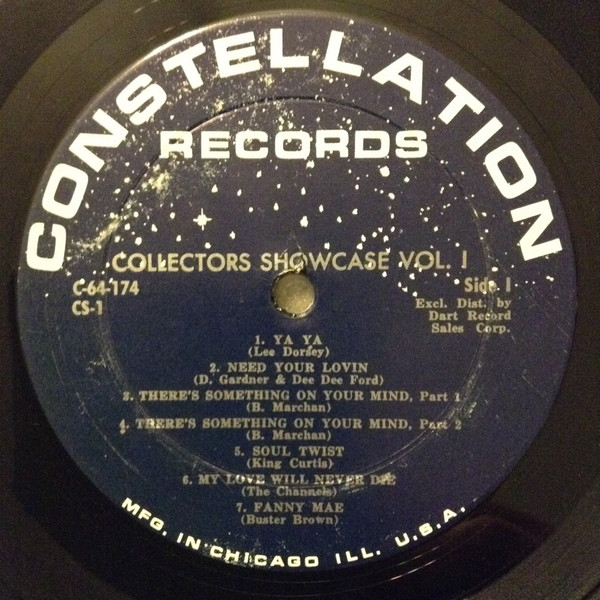 CONSTELLATION
RECORDS
COLLECTORS SHOWCASE VOL. I
C-64-174
CS-1
Side I
Excl. Dist. by
Dart Record
Sales Corp.
1. YA YA
(Lee Dorsey)
2. NEED YOUR LOVIN
(D. Gardner & Dee Dee Ford)
3. THERE'S SOMETHING ON YOUR MIND, Part 1
(B. Marchan)
4. THERE'S SOMETHING ON YOUR MIND, Part 2
(B. Marchan)
5. SOUL TWIST
(King Curtis)
6. MY LOVE WILL NEVER DIE
(The Channels)
7. FANNY MAE
(Buster Brown)
MFG. IN CHICAGO ILL. U.S.A.